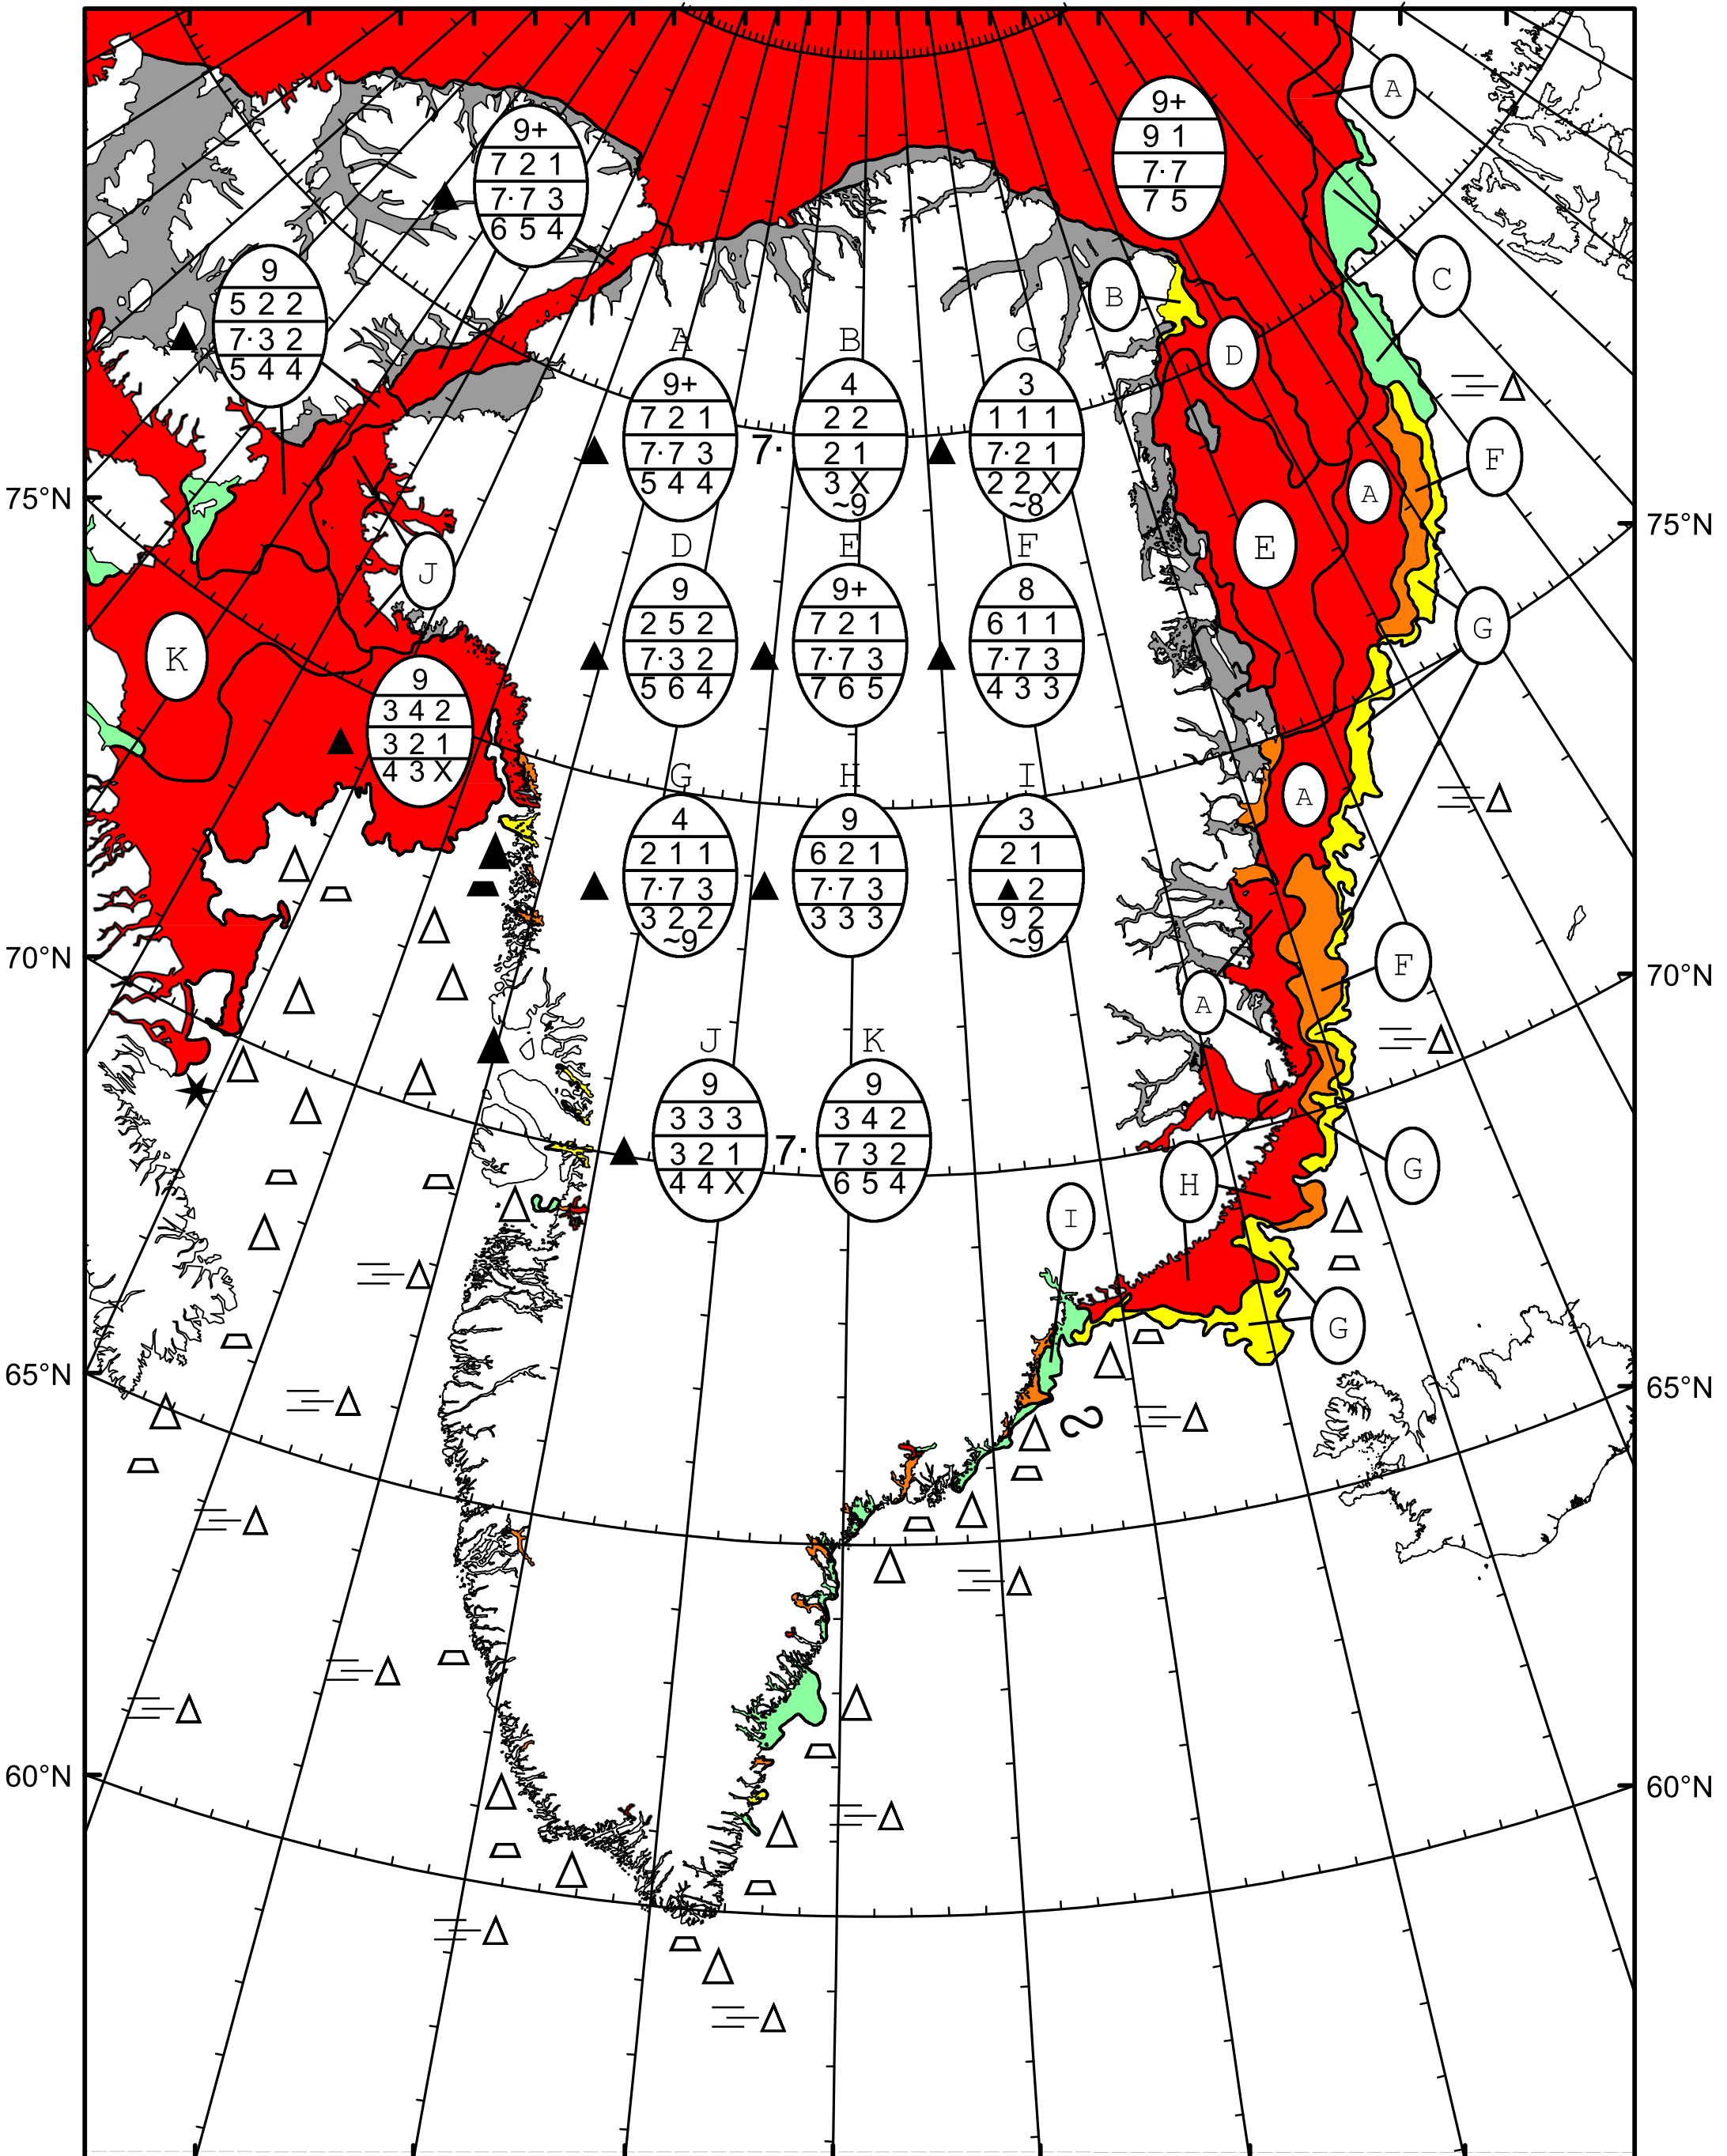 A
9+
9 1
7·7
7 5
9+
7 2 1
7·7 3
6 5 4
9
5 2 2
7·3 2
5 4 4
C
B
D
A
9+
7 2 1
7·7 3
5 4 4
7·
B
4
2 2
2 1
3 X
~9
C
3
1 1 1
7·2 1
2 2 X
~8
F
A
75°N
75°N
E
J
D
9
2 5 2
7·3 2
5 6 4
E
9+
7 2 1
7·7 3
7 6 5
F
8
6 1 1
7·7 3
4 3 3
G
K
9
3 4 2
3 2 1
4 3 X
A
G
4
2 1 1
7·7 3
3 2 2
~9
H
9
6 2 1
7·7 3
3 3 3
I
3
2 1
▲ 2
9 2
~9
70°N
70°N
F
A
J
9
3 3 3
3 2 1
4 4 X
7·
K
9
3 4 2
7 3 2
6 5 4
G
H
I
G
65°N
65°N
60°N
60°N